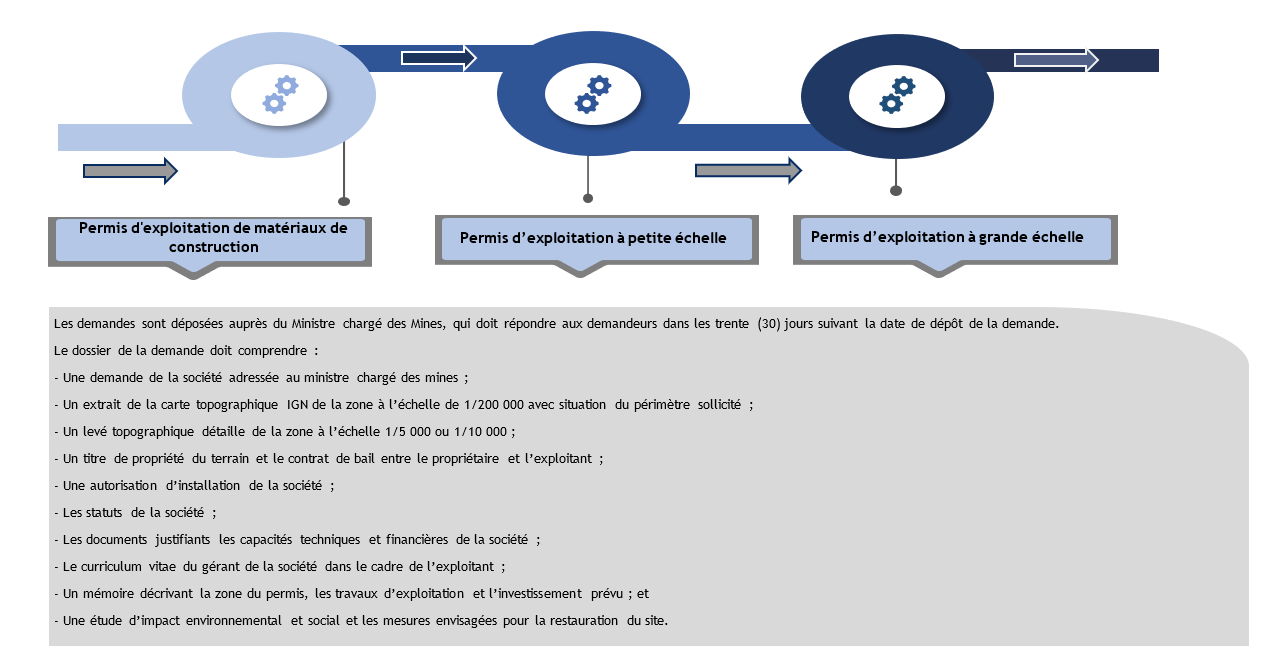 Permis d'exploitation de matériaux de
construction
Permis d’exploitation à petite échelle
Permis d’exploitation à grande échelle
Les demandes sont déposées auprès du Ministre chargé des Mines, qui doit répondre aux demandeurs dans les trente (30) jours suivant la date de dépôt de la demande.
Le dossier de la demande doit comprendre :
- Une demande de la société adressée au ministre chargé des mines ;
- Un extrait de la carte topographique IGN de la zone à l’échelle de 1/200 000 avec situation du périmètre sollicité ;
- Un levé topographique détaille de la zone à l’échelle 1/5 000 ou 1/10 000 ;
- Un titre de propriété du terrain et le contrat de bail entre le propriétaire et l’exploitant ;
- Une autorisation d’installation de la société ;
- Les statuts de la société ;
- Les documents justifiants les capacités techniques et financières de la société ;
- Le curriculum vitae du gérant de la société dans le cadre de l’exploitant ;
- Un mémoire décrivant la zone du permis, les travaux d’exploitation et l’investissement prévu ; et
- Une étude d’impact environnemental et social et les mesures envisagées pour la restauration du site.